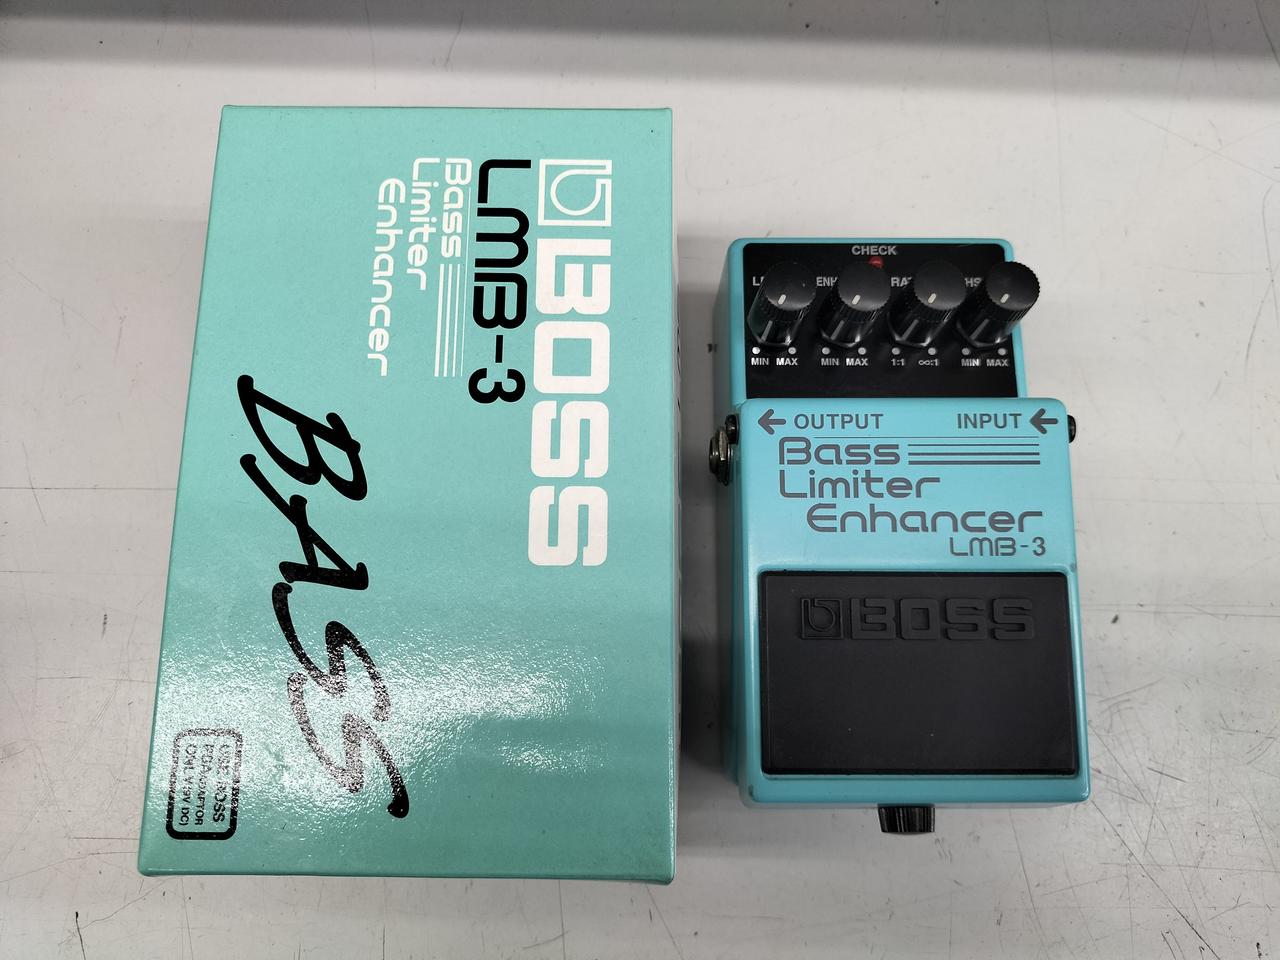 BOSS
LMB-3
Bass
Limiter
Enhancer
BASS
USE BOSS
PSA-ADAPTOR
ONLY (9V DC)
CHECK
MIN MAX MIN MAX 1:1 ∞:1 MIN MAX
OUTPUT INPUT
Bass
Limiter
Enhancer
LMB-3
BOSS